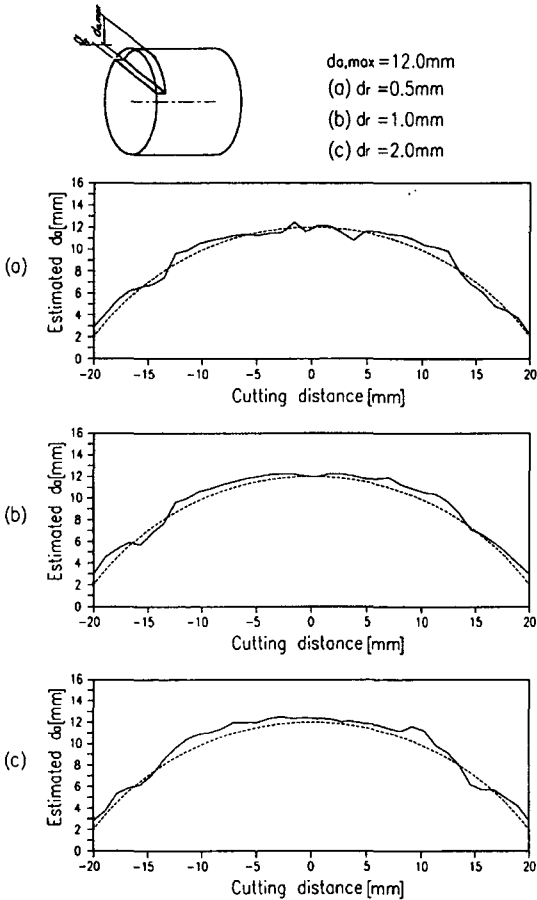 da,max
da,max = 12.0mm
(a) dr = 0.5mm
(b) dr = 1.0mm
(c) dr = 2.0mm
(a)
Estimated da[mm]
16
14
12
10
8
6
4
2
0
-20 -15 -10 -5 0 5 10 15 20
Cutting distance[mm]
(b)
Estimated da[mm]
16
14
12
10
8
6
4
2
0
-20 -15 -10 -5 0 5 10 15 20
Cutting distance[mm]
(c)
Estimated da[mm]
16
14
12
10
8
6
4
2
0
-20 -15 -10 -5 0 5 10 15 20
Cutting distance[mm]